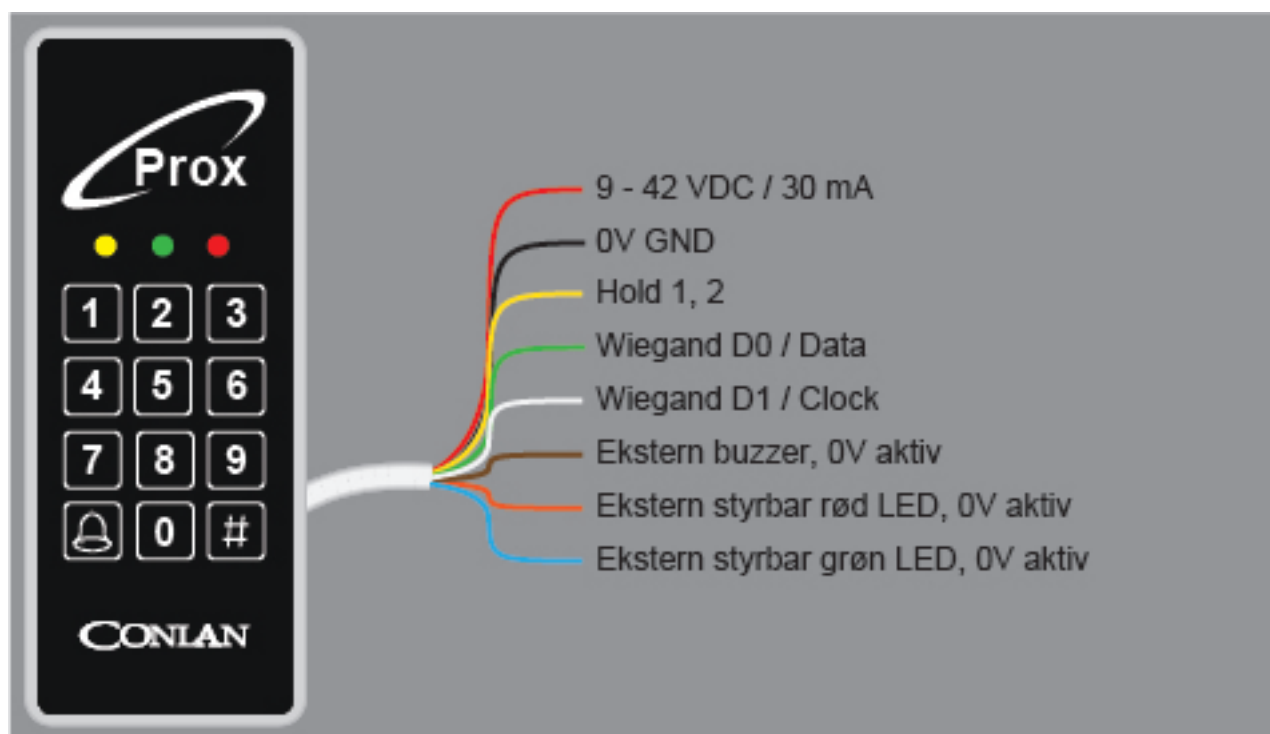 Prox
1 2 3
4 5 6
7 8 9
0 #
CONLAN
9 - 42 VDC / 30 mA
0V GND
Hold 1, 2
Wiegand D0 / Data
Wiegand D1 / Clock
Ekstern buzzer, 0V aktiv
Ekstern styrbar rød LED, 0V aktiv
Ekstern styrbar grøn LED, 0V aktiv